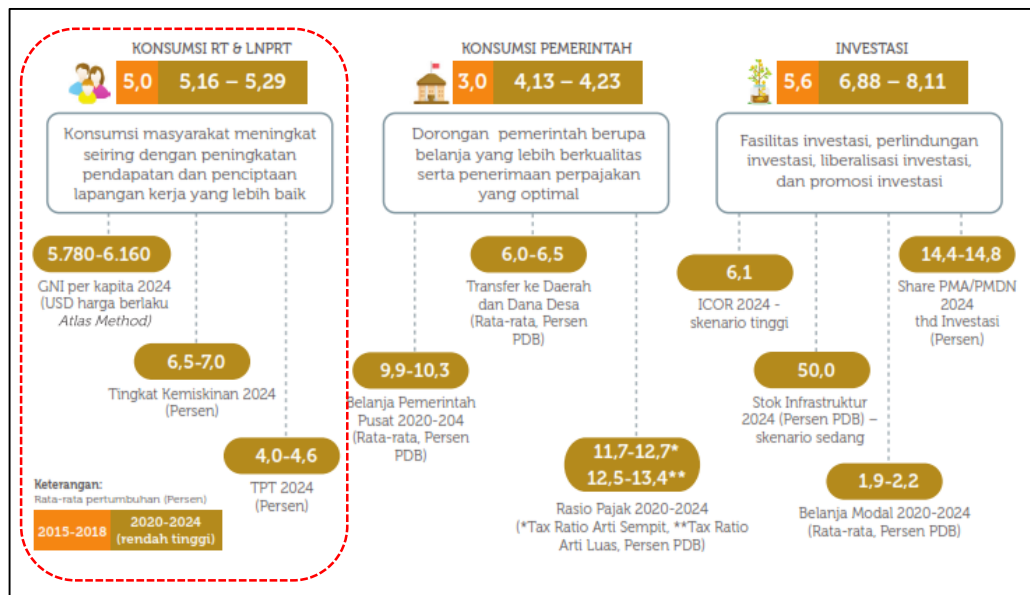 KONSUMSI RT & LNPRT
5,0 5,16 – 5,29
Konsumsi masyarakat meningkat
seiring dengan peningkatan
pendapatan dan penciptaan
lapangan kerja yang lebih baik
5.780-6.160
GNI per kapita 2024
(USD harga berlaku
Atlas Method)
6,5-7,0
Tingkat Kemiskinan 2024
(Persen)
4,0-4,6
TPT 2024
(Persen)
Keterangan:
Rata-rata pertumbuhan (Persen)
2015-2018
2020-2024
(rendah tinggi)
KONSUMSI PEMERINTAH
3,0 4,13 – 4,23
Dorongan pemerintah berupa
belanja yang lebih berkualitas
serta penerimaan perpajakan
yang optimal
6,0-6,5
Transfer ke Daerah
dan Dana Desa
(Rata-rata, Persen
PDB)
9,9-10,3
Belanja Pemerintah
Pusat 2020-204
(Rata-rata, Persen
PDB)
11,7-12,7*
12,5-13,4**
Rasio Pajak 2020-2024
(*Tax Ratio Arti Sempit, **Tax Ratio
Arti Luas, Persen PDB)
INVESTASI
5,6 6,88 – 8,11
Fasilitas investasi, perlindungan
investasi, liberalisasi investasi,
dan promosi investasi
6,1
ICOR 2024 -
skenario tinggi
14,4-14,8
Share PMA/PMDN
2024
thd Investasi
(Persen)
50,0
Stok Infrastruktur
2024 (Persen PDB) –
skenario sedang
1,9-2,2
Belanja Modal 2020-2024
(Rata-rata, Persen PDB)